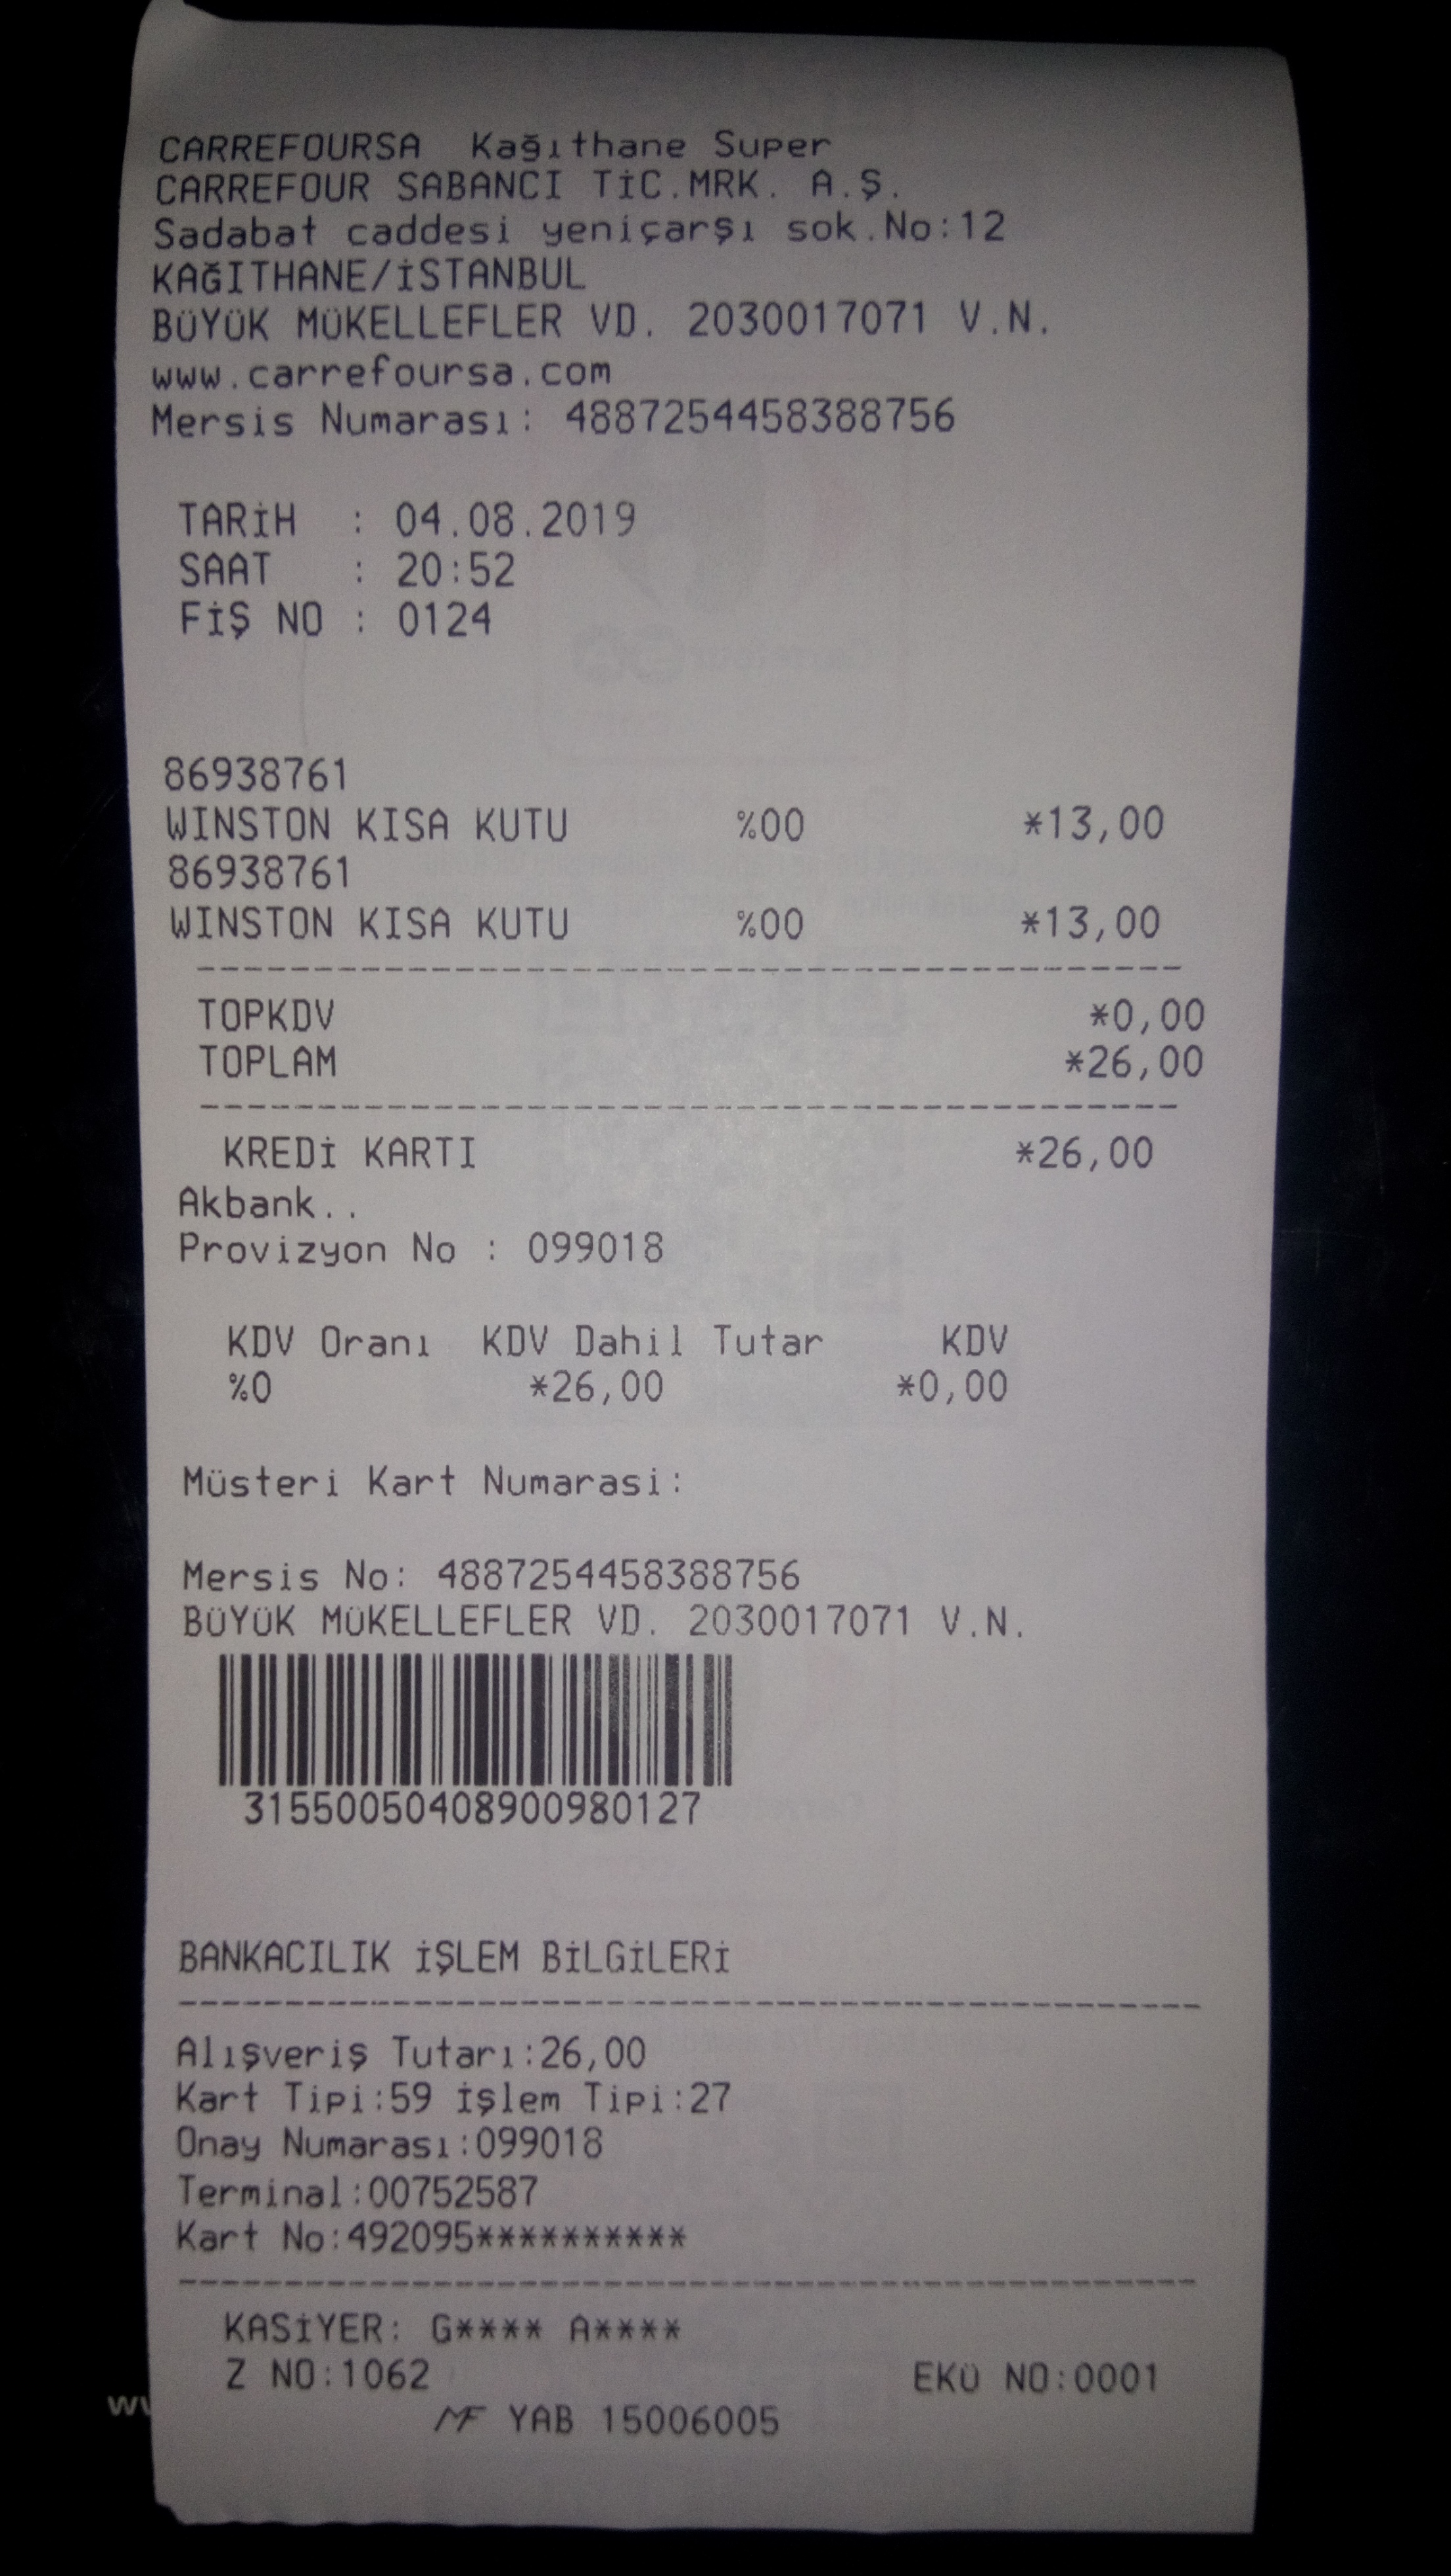 CARREFOURSA Kağıthane Super
CARREFOUR SABANCI TİC.MRK. A.Ş.
Sadabat caddesi yeniçarşı sok.No:12
KAĞITHANE/İSTANBUL
BÜYÜK MÜKELLEFLER VD. 2030017071 V.N.
www.carrefoursa.com
Mersis Numarası: 4887254458388756
TARİH : 04.08.2019
SAAT : 20:52
FİŞ NO : 0124
86938761
WINSTON KISA KUTU %00 *13,00
86938761
WINSTON KISA KUTU %00 *13,00
TOPKDV *0,00
TOPLAM *26,00
KREDİ KARTI *26,00
Akbank..
Provizyon No : 099018
KDV Oranı KDV Dahil Tutar KDV
%0 *26,00 *0,00
Müsteri Kart Numarasi:
Mersis No: 4887254458388756
BÜYÜK MÜKELLEFLER VD. 2030017071 V.N.
31550050408900980127
BANKACILIK İŞLEM BİLGİLERİ
Alışveriş Tutarı:26,00
Kart Tipi:59 İşlem Tipi:27
Onay Numarası:099018
Terminal:00752587
Kart No:492095**********
KASİYER: G**** A****
Z NO:1062 EKÜ NO:0001
MF YAB 15006005